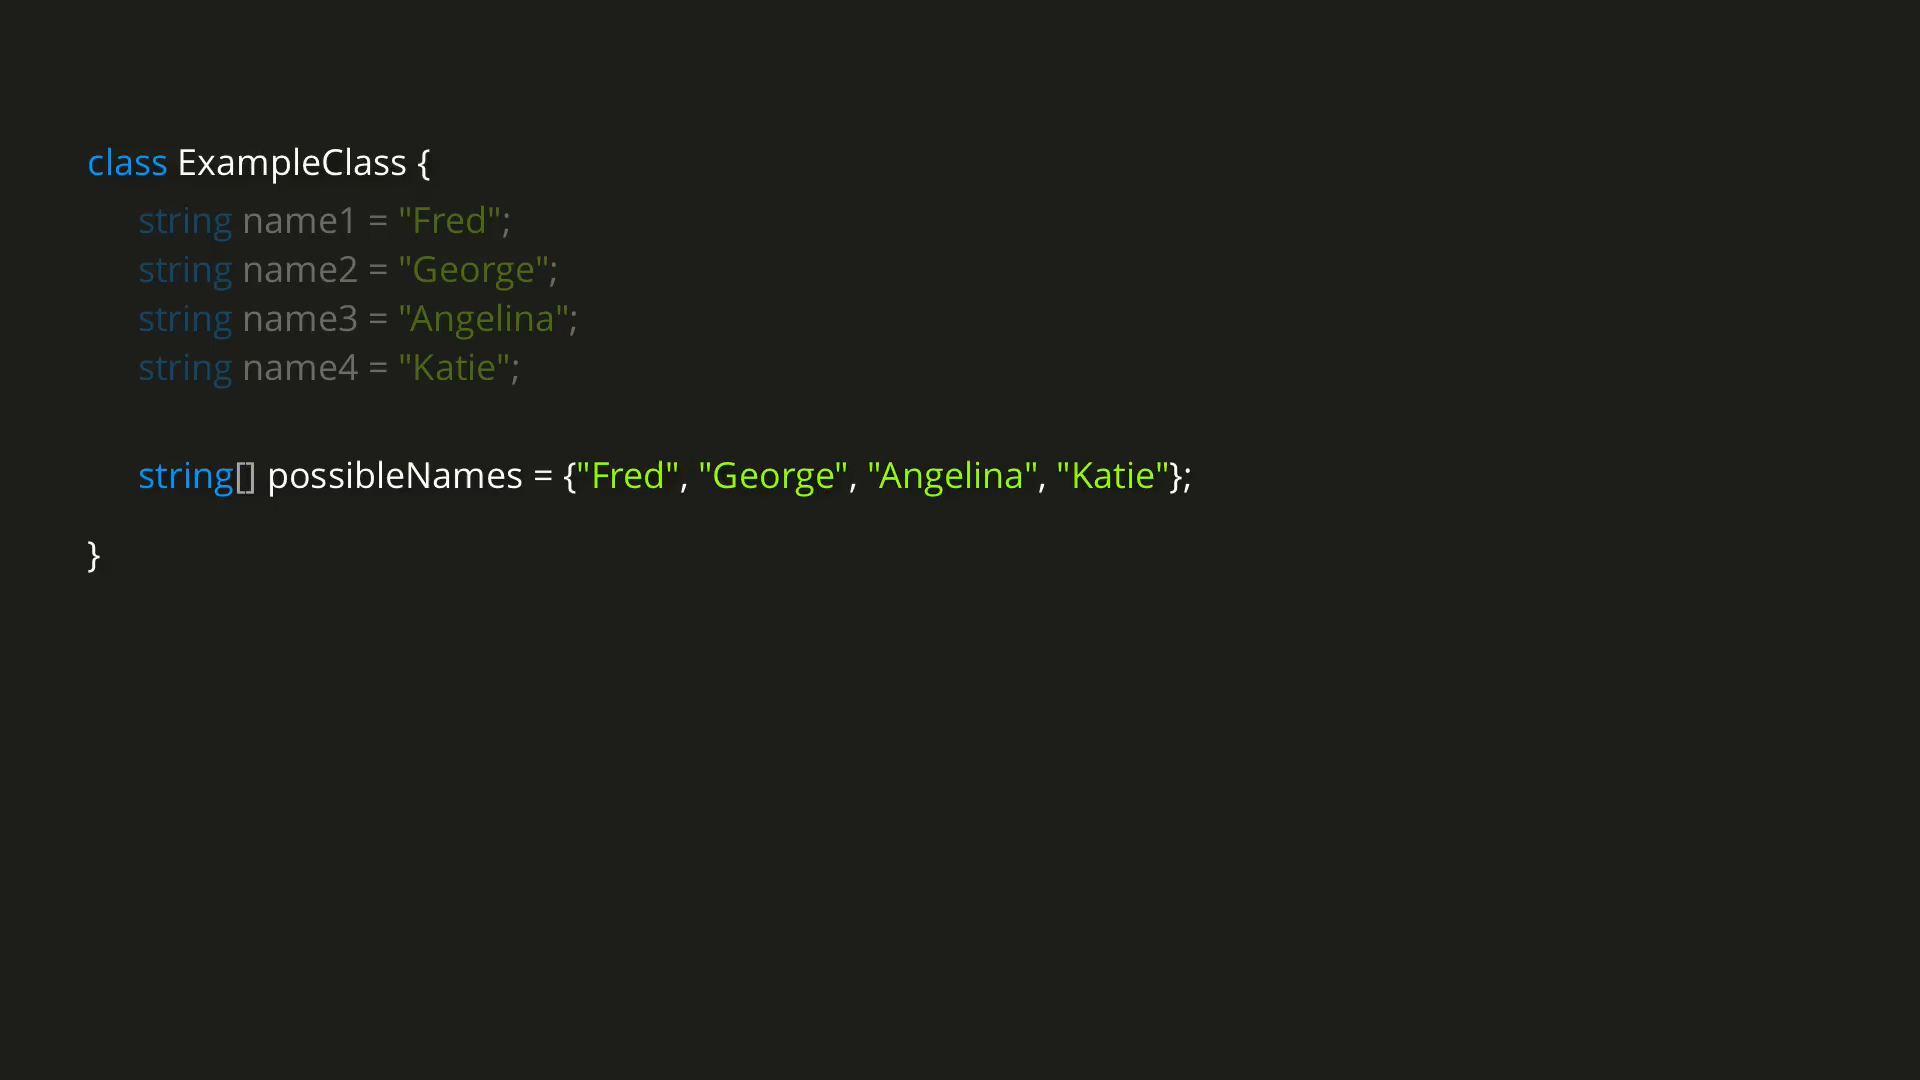 class ExampleClass {
string name1 = "Fred";
string name2 = "George";
string name3 = "Angelina";
string name4 = "Katie";
string[] possibleNames = {"Fred", "George", "Angelina", "Katie"};
}